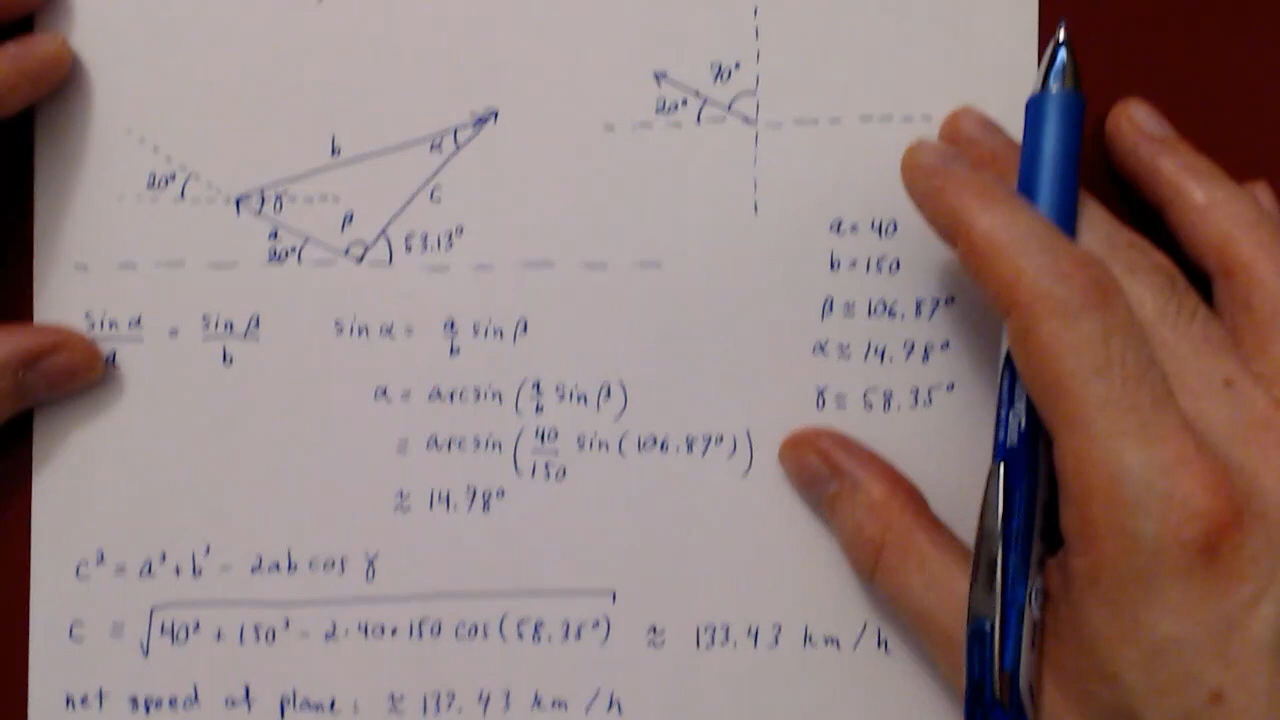 70°
20°
b
α
c
20°
γ
β
a
20°
53.13°
a = 40
b = 150
β ≈ 106.87°
α ≈ 14.78°
γ ≈ 58.35°
sin α / a = sin β / b
sin α = a/b sin β
α = arcsin (a/b sin β)
= arcsin (40/150 sin(106.87°))
≈ 14.78°
c² = a² + b² - 2ab cos γ
c = √40² + 150² - 2·40·150 cos(58.35°) ≈ 133.43 km/h
net speed of plane: ≈ 133.43 km/h